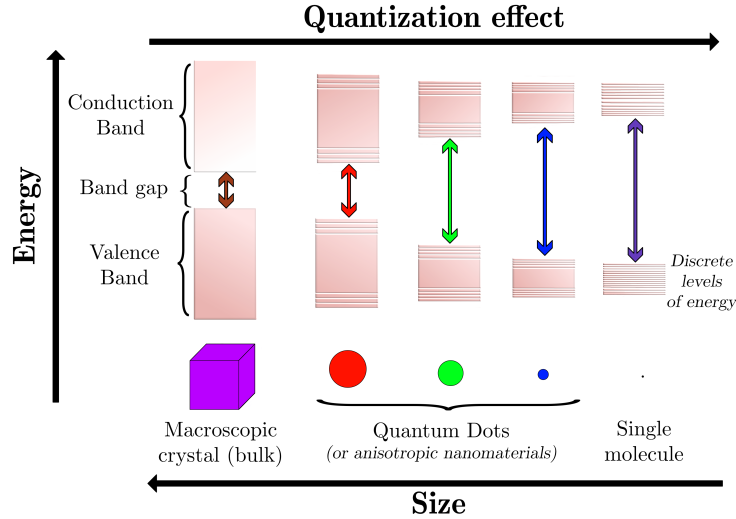 Quantization effect
Energy
Conduction
Band
Band gap
Valence
Band
Discrete
levels
of energy
Macroscopic
crystal (bulk)
Quantum Dots
(or anisotropic nanomaterials)
Single
molecule
Size